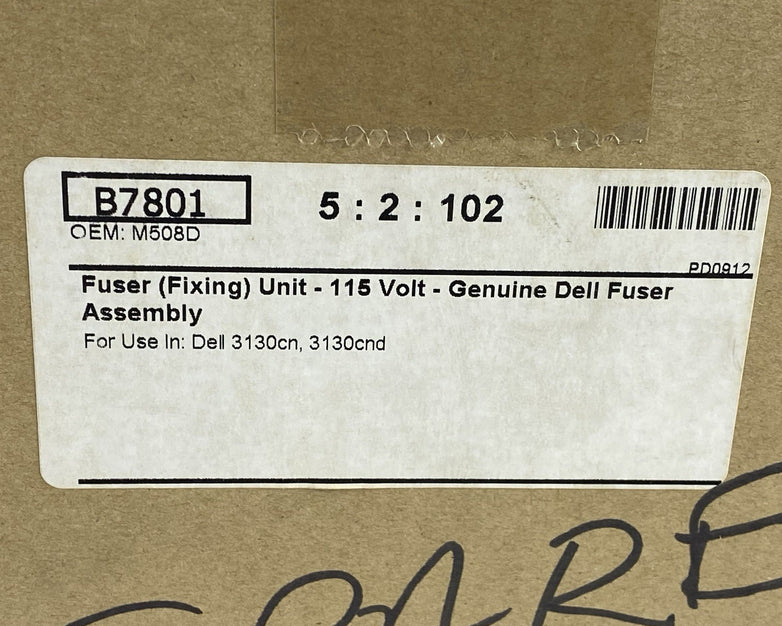 B7801
5 : 2 : 102
OEM: M508D
PD0912
Fuser (Fixing) Unit - 115 Volt - Genuine Dell Fuser
Assembly
For Use In: Dell 3130cn, 3130cnd